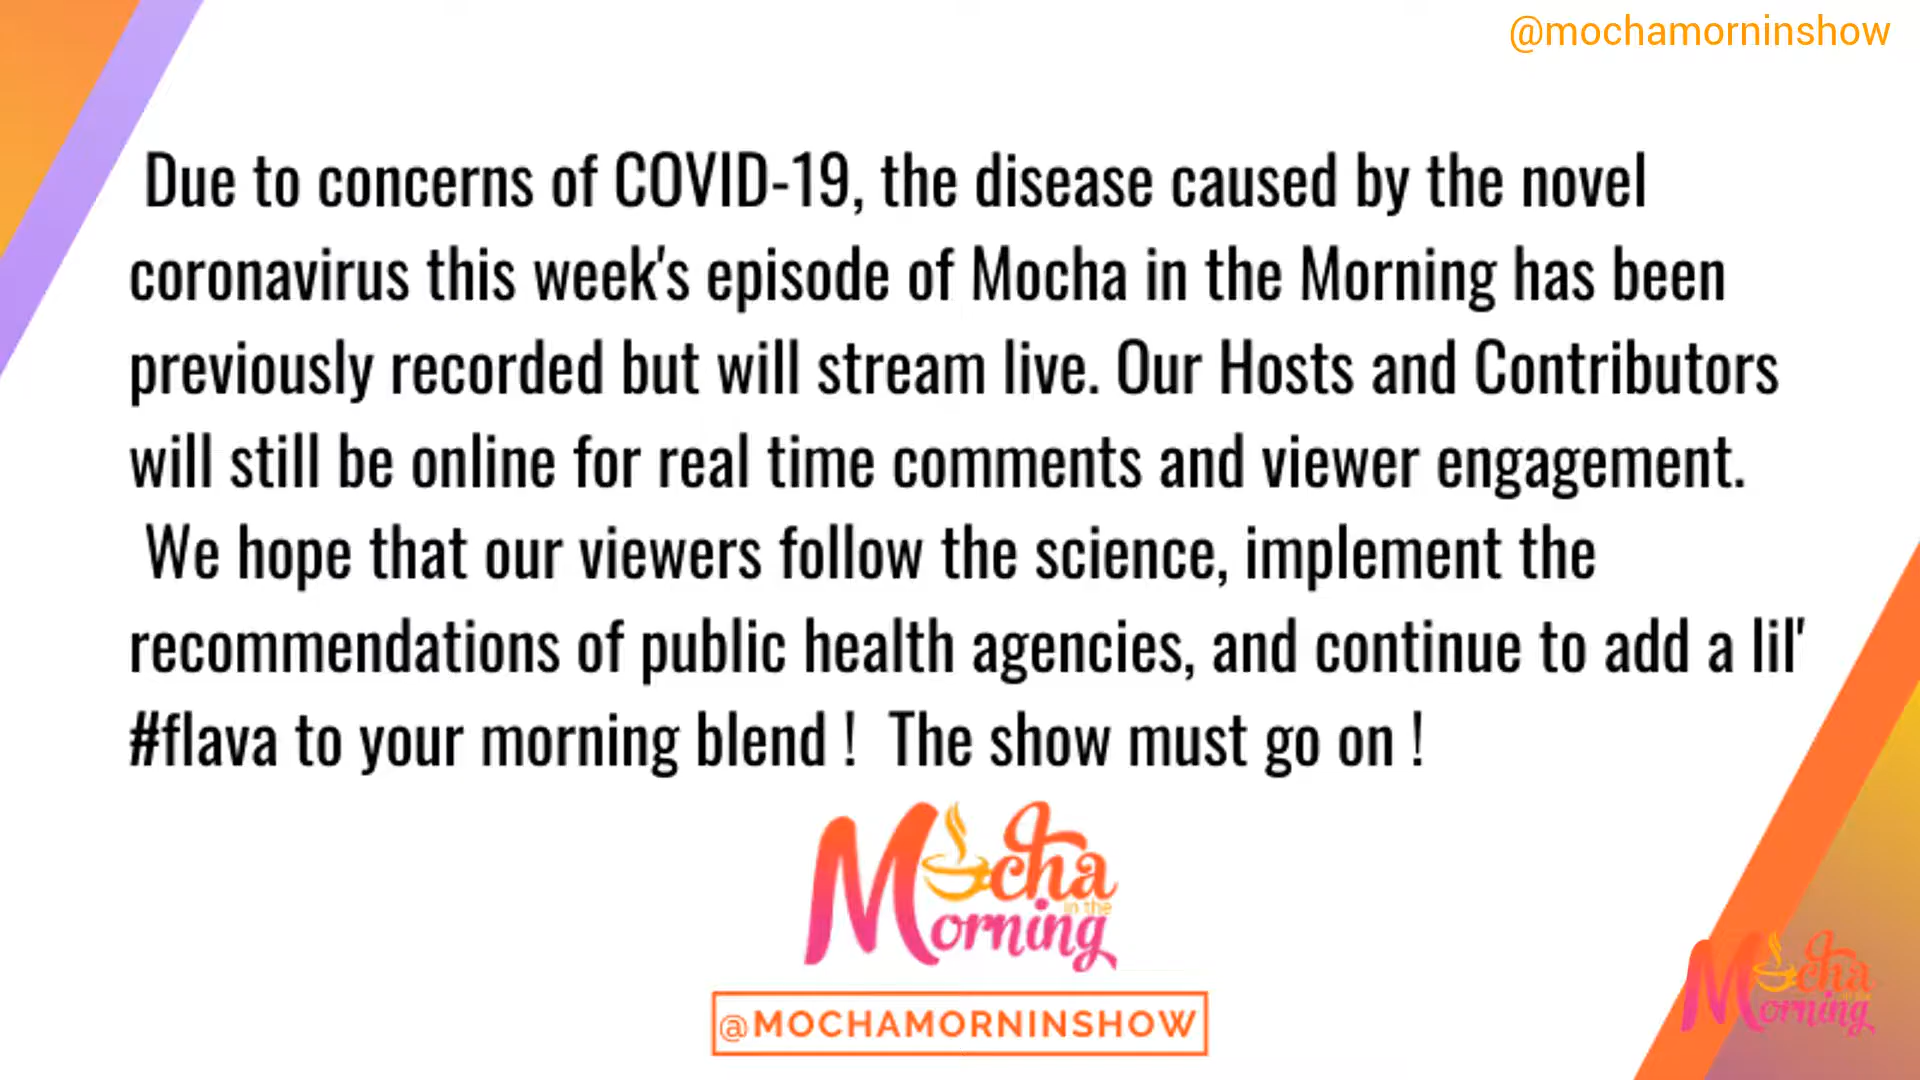 @mochamorninshow
Due to concerns of COVID-19, the disease caused by the novel
coronavirus this week's episode of Mocha in the Morning has been
previously recorded but will stream live. Our Hosts and Contributors
will still be online for real time comments and viewer engagement.
We hope that our viewers follow the science, implement the
recommendations of public health agencies, and continue to add a lil'
#flava to your morning blend ! The show must go on !
Mocha
in the
Morning
@MOCHAMORNINSHOW
Mocha
in the
Morning